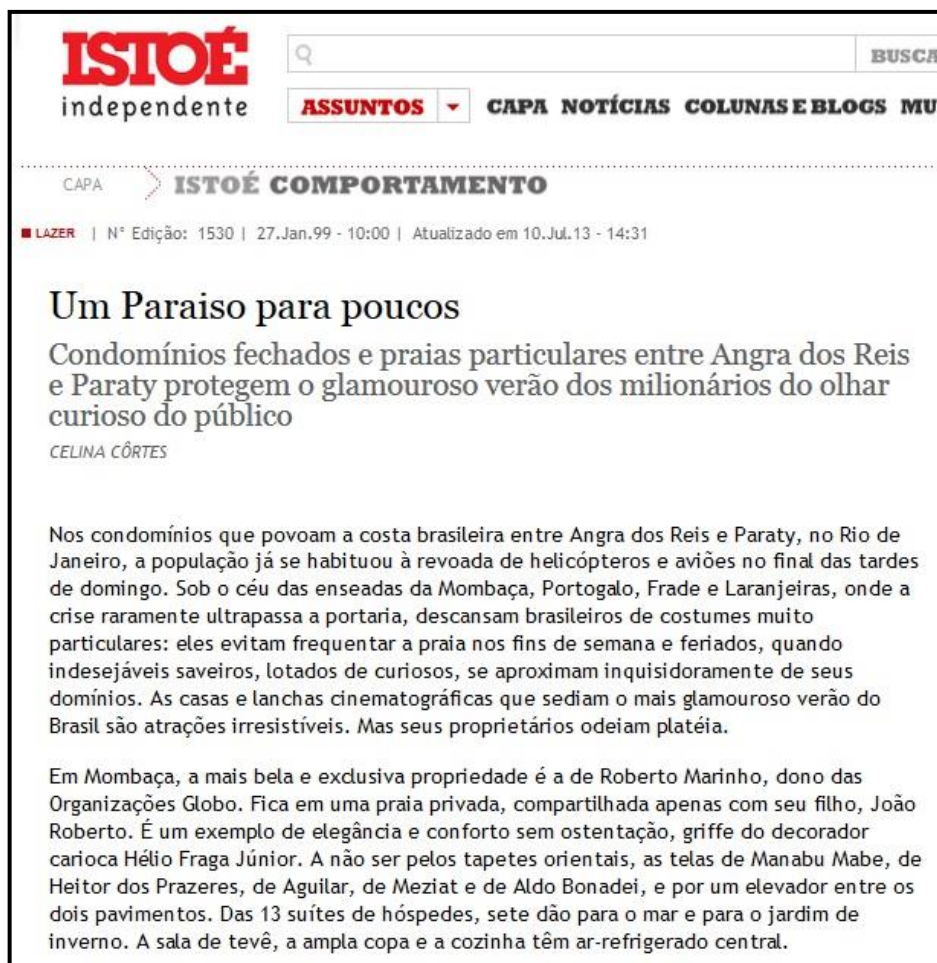 ISTOÉ
independente
BUSCA
ASSUNTOS CAPA NOTÍCIAS COLUNAS E BLOGS MU
CAPA ISTOÉ COMPORTAMENTO
LAZER | N° Edição: 1530 | 27.Jan.99 - 10:00 | Atualizado em 10.Jul.13 - 14:31
Um Paraiso para poucos
Condomínios fechados e praias particulares entre Angra dos Reis
e Paraty protegem o glamouroso verão dos milionários do olhar
curioso do público
CELINA CÔRTES
Nos condomínios que povoam a costa brasileira entre Angra dos Reis e Paraty, no Rio de
Janeiro, a população já se habituou à revoada de helicópteros e aviões no final das tardes
de domingo. Sob o céu das enseadas da Mombaça, Portogalo, Frade e Laranjeiras, onde a
crise raramente ultrapassa a portaria, descansam brasileiros de costumes muito
particulares: eles evitam frequentar a praia nos fins de semana e feriados, quando
indesejáveis saveiros, lotados de curiosos, se aproximam inquisidoramente de seus
domínios. As casas e lanchas cinematográficas que sediam o mais glamouroso verão do
Brasil são atrações irresistíveis. Mas seus proprietários odeiam platéia.
Em Mombaça, a mais bela e exclusiva propriedade é a de Roberto Marinho, dono das
Organizações Globo. Fica em uma praia privada, compartilhada apenas com seu filho, João
Roberto. É um exemplo de elegância e conforto sem ostentação, griffe do decorador
carioca Hélio Fraga Júnior. A não ser pelos tapetes orientais, as telas de Manabu Mabe, de
Heitor dos Prazeres, de Aguilar, de Meziat e de Aldo Bonadei, e por um elevador entre os
dois pavimentos. Das 13 suítes de hóspedes, sete dão para o mar e para o jardim de
inverno. A sala de tevê, a ampla copa e a cozinha têm ar-refrigerado central.